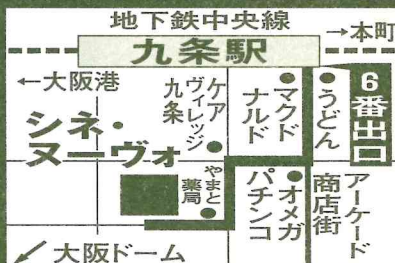 地下鉄中央線
→本町
九条駅
←大阪港
6番出口
●うどん
●マクドナルド
ケアヴィレッジ九条●
シネ・ヌーヴォ
やまと薬局●
●オメガパチンコ
アーケード商店街
↙大阪ドーム